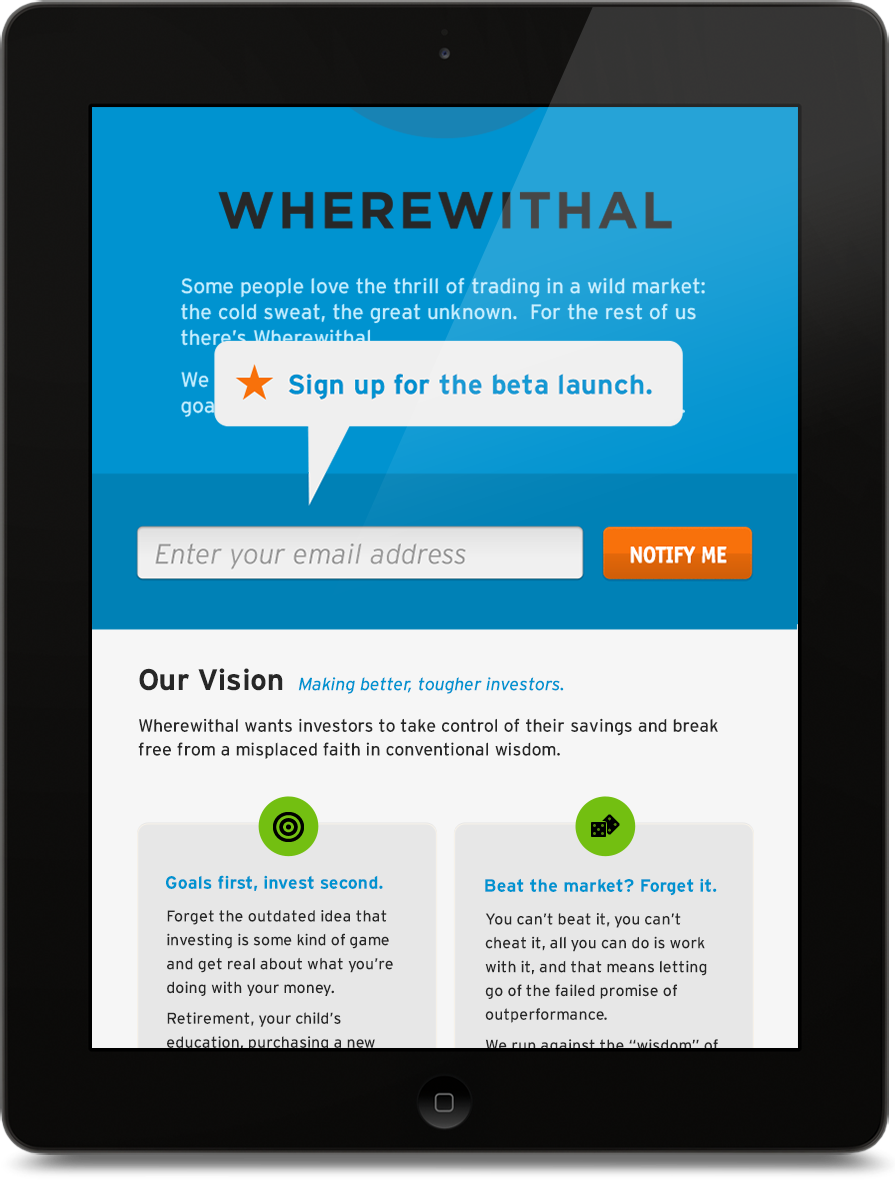 WHEREWITHAL
Some people love the thrill of trading in a wild market:
the cold sweat, the great unknown.  For the rest of us
there's Wherewithal
We
goa
Sign up for the beta launch.
Enter your email address
NOTIFY ME
Our Vision Making better, tougher investors.
Wherewithal wants investors to take control of their savings and break
free from a misplaced faith in conventional wisdom.
Goals first, invest second.
Forget the outdated idea that
investing is some kind of game
and get real about what you're
doing with your money.
Retirement, your child's
education, purchasing a new
Beat the market? Forget it.
You can't beat it, you can't
cheat it, all you can do is work
with it, and that means letting
go of the failed promise of
outperformance.
We run against the “wisdom” of